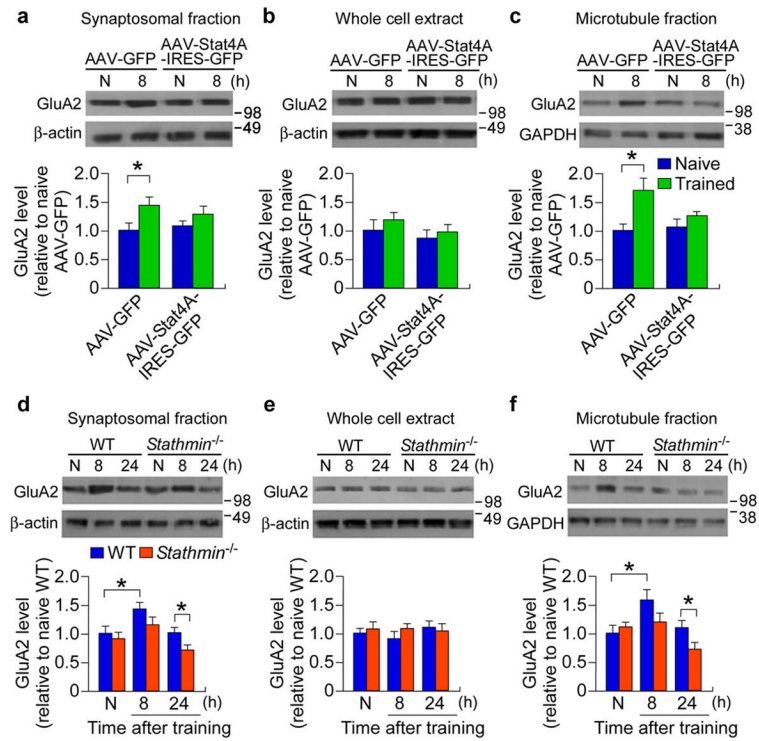 a Synaptosomal fraction
AAV-GFP AAV-Stat4A
-IRES-GFP
N 8 N 8 (h)
GluA2
−98
−49
β-actin
GluA2 level
(relative to naive
AAV-GFP)
2.0
1.5
1.0
0.5
0
*
AAV-GFP
AAV-Stat4A-
IRES-GFP
b Whole cell extract
AAV-GFP AAV-Stat4A
-IRES-GFP
N 8 N 8 (h)
GluA2
−98
−49
β-actin
GluA2 level
(relative to naive
AAV-GFP)
2.0
1.5
1.0
0.5
0
AAV-GFP
AAV-Stat4A-
IRES-GFP
c Microtubule fraction
AAV-GFP AAV-Stat4A
-IRES-GFP
N 8 N 8 (h)
GluA2
−98
−38
GAPDH
Naive
Trained
GluA2 level
(relative to naive
AAV-GFP)
2.0
1.5
1.0
0.5
0
*
AAV-GFP
AAV-Stat4A-
IRES-GFP
d Synaptosomal fraction
WT Stathmin-/-
N 8 24 N 8 24 (h)
GluA2
−98
−49
β-actin
WT Stathmin-/-
GluA2 level
(relative to naive WT)
2.0
1.5
1.0
0.5
0
* *
N 8 24 (h)
Time after training
e Whole cell extract
WT Stathmin-/-
N 8 24 N 8 24 (h)
GluA2
−98
−49
β-actin
GluA2 level
(relative to naive WT)
2.0
1.5
1.0
0.5
0
N 8 24 (h)
Time after training
f Microtubule fraction
WT Stathmin-/-
N 8 24 N 8 24 (h)
GluA2
−98
−38
GAPDH
GluA2 level
(relative to naive WT)
2.0
1.5
1.0
0.5
0
* *
N 8 24 (h)
Time after training